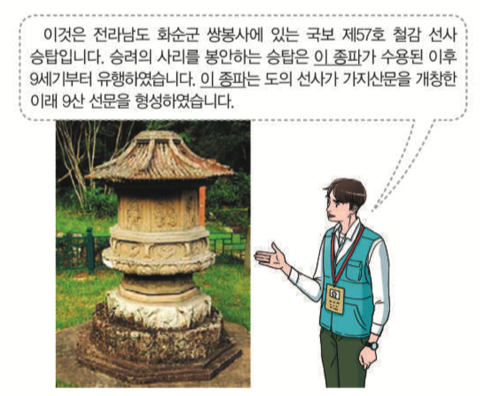 이것은 전라남도 화순군 쌍봉사에 있는 국보 제57호 철감 선사
승탑입니다. 승려의 사리를 봉안하는 승탑은 이 종파가 수용된 이후
9세기부터 유행하였습니다. 이 종파는 도의 선사가 가지산문을 개창한
이래 9산 선문을 형성하였습니다.